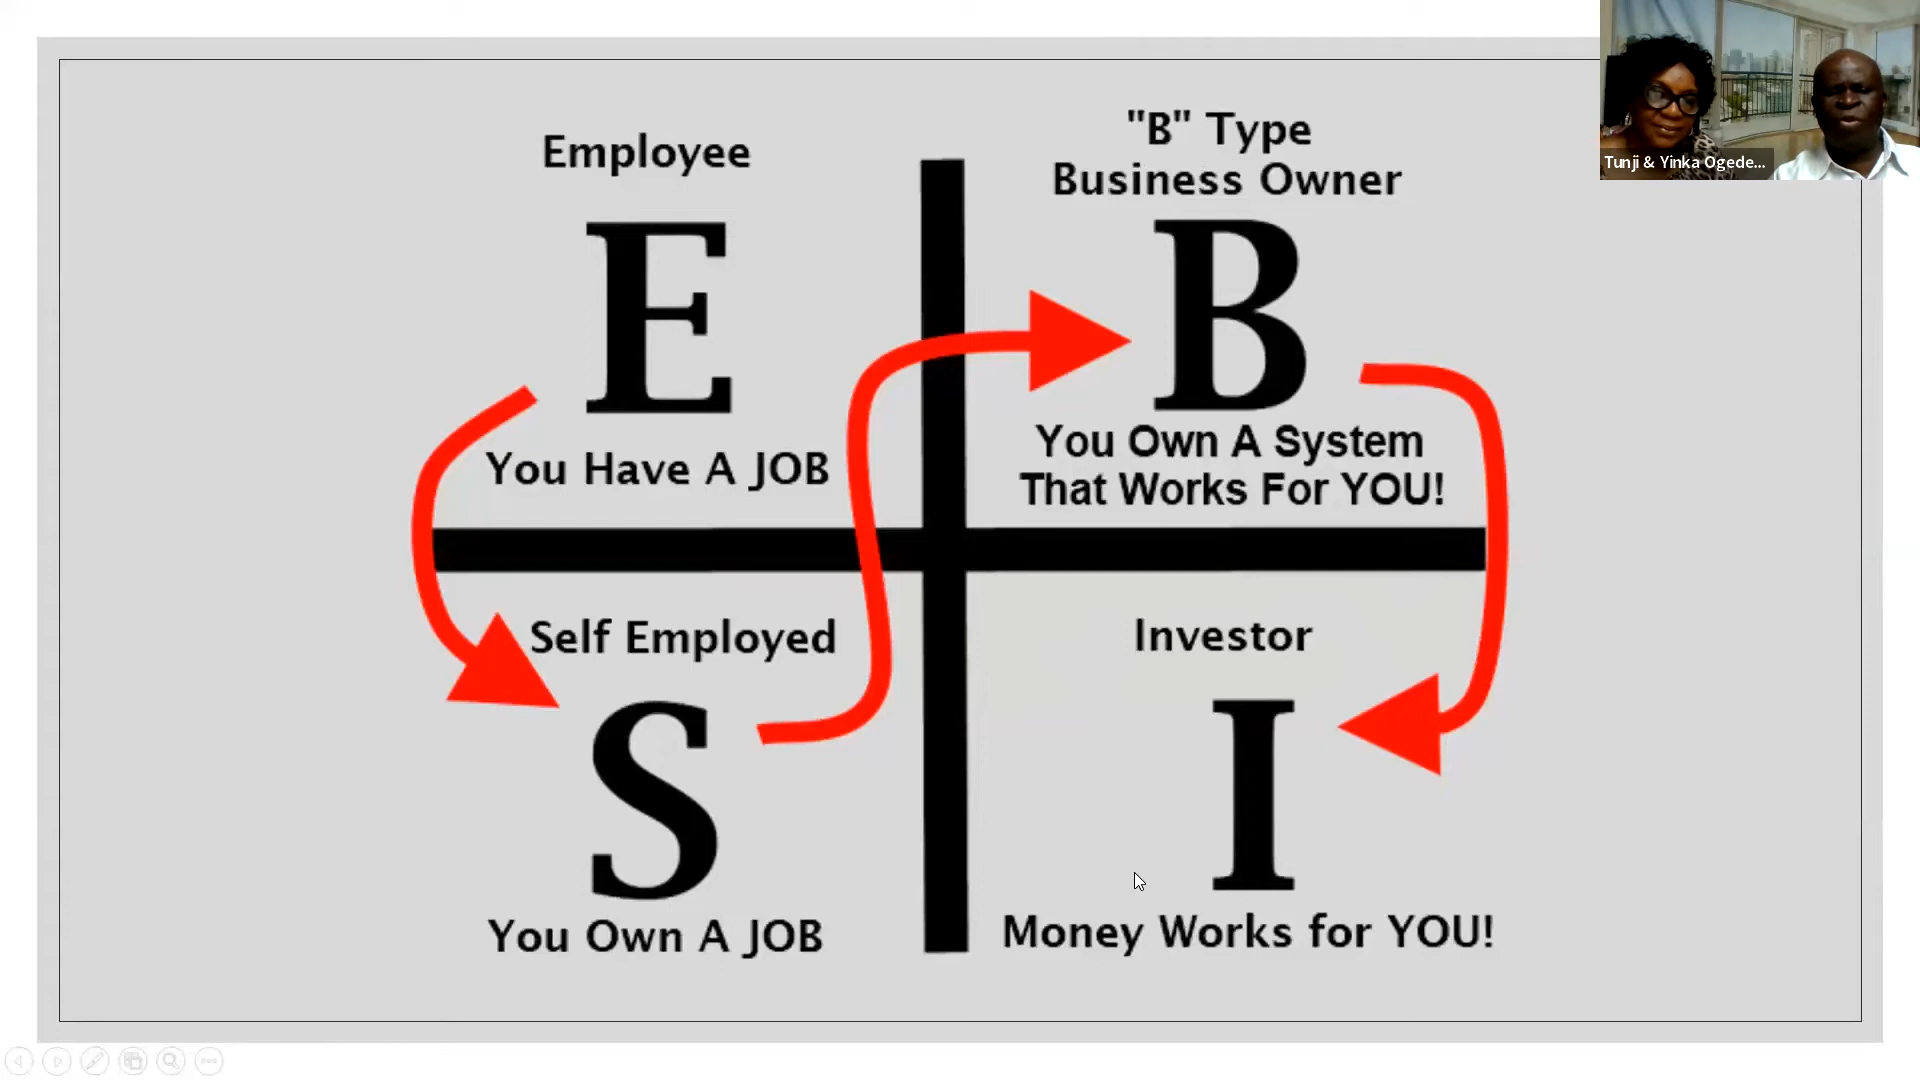 Employee
E
You Have A JOB
"B" Type
Business Owner
B
You Own A System
That Works For YOU!
Self Employed
S
You Own A JOB
Investor
I
Money Works for YOU!
Tunji & Yinka Ogede...